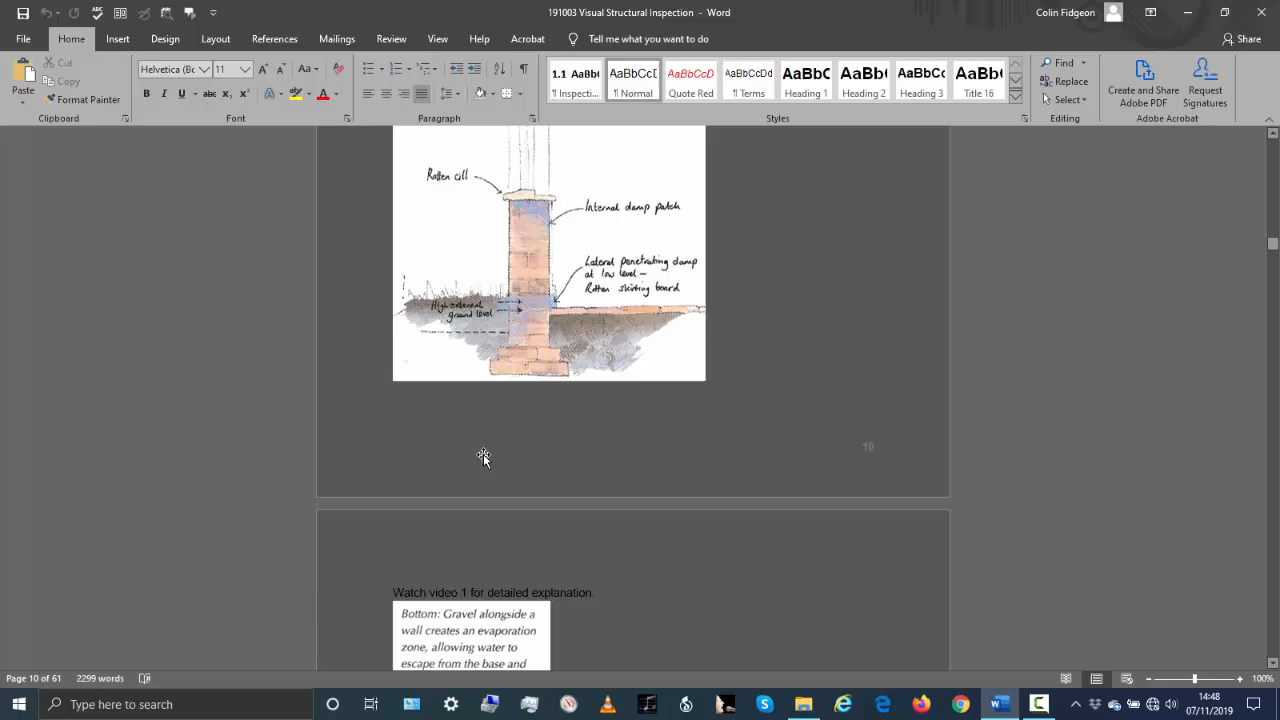 191003 Visual Structural Inspection - Word
Colin Fidgeon
File Home Insert Design Layout References Mailings Review View Help Acrobat Tell me what you want to do Share
Paste
Cut
Copy
Format Painter
Clipboard
Helvetica (Bc 11
Font
Paragraph
1.1 AaBb( AaBbCcD AaBbCcD AaBbCcDd AaBbC AaBbC AaBbCc AaBb(
¶ Inspecti... ¶ Normal Quote Red ¶ Terms Heading 1 Heading 2 Heading 3 Title 16
Styles
Find
Replace
Select
Editing
Create and Share
Adobe PDF
Request
Signatures
Adobe Acrobat
Rotten cill
Internal damp patch
Lateral penetrating damp
at low level –
Rotten skirting board
High external
ground level
10
Watch video 1 for detailed explanation.
Bottom: Gravel alongside a
wall creates an evaporation
zone, allowing water to
escape from the base and
Page 10 of 61 2299 words 100%
Type here to search
14:48
07/11/2019